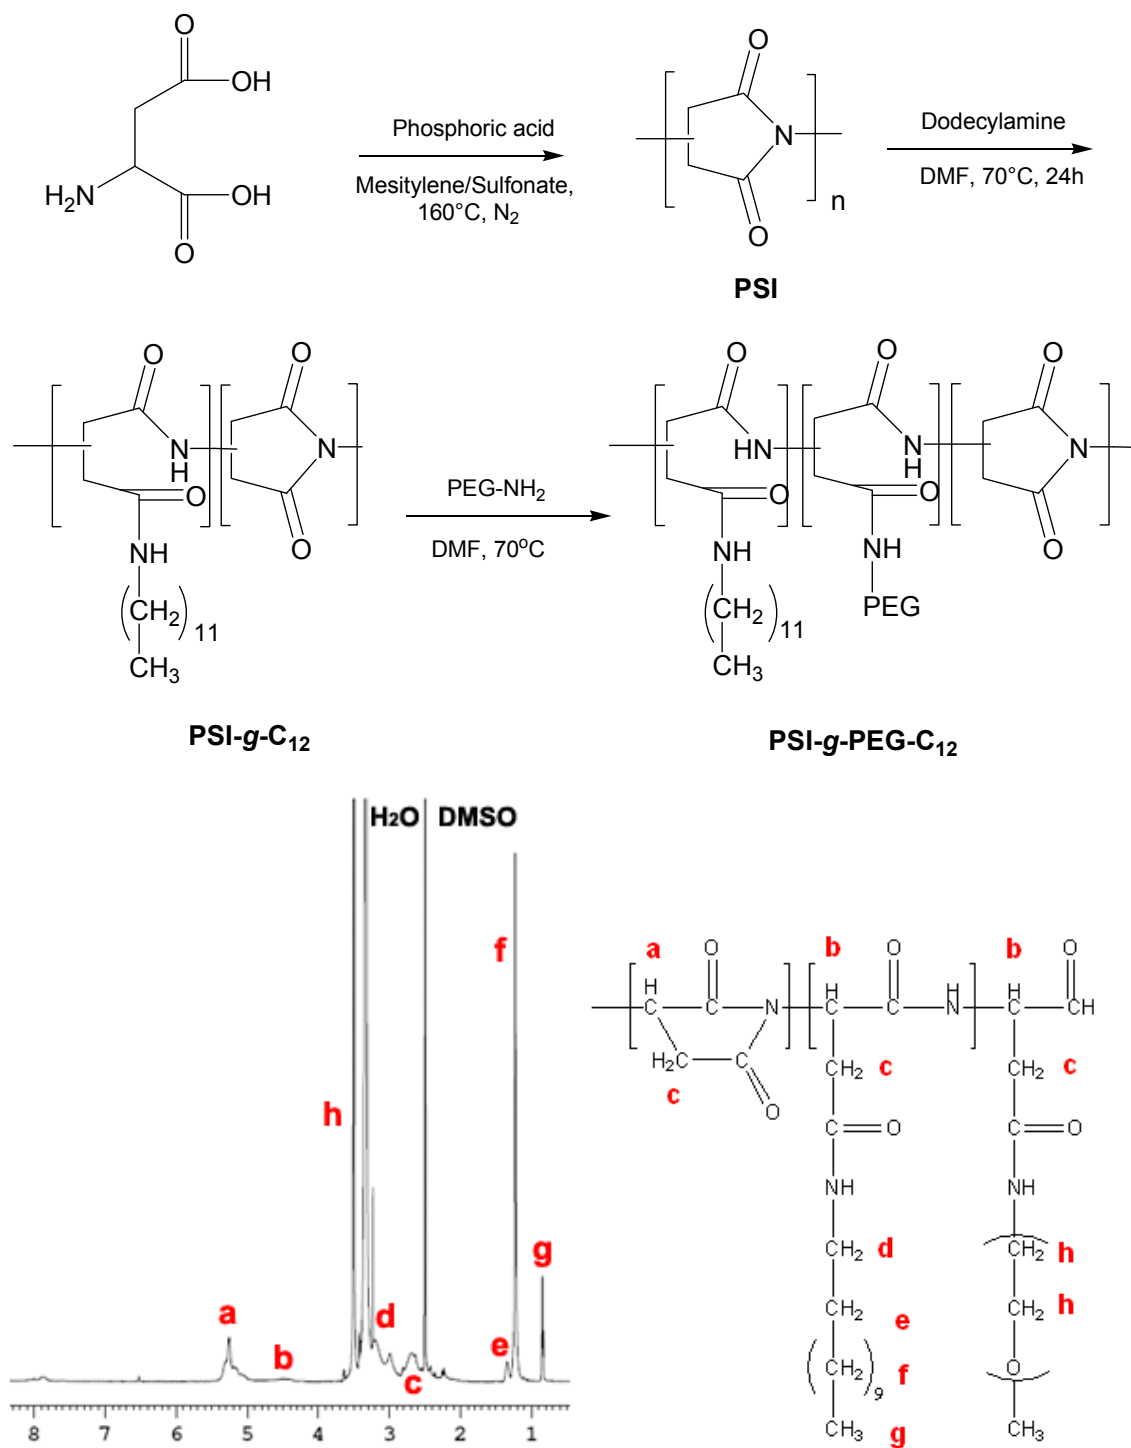 O
OH
H2N
OH
O
Phosphoric acid
Mesitylene/Sulfonate,
160°C, N2
O
N
n
O
PSI
Dodecylamine
DMF, 70°C, 24h
O
O
N
H
N
O
O
NH
(CH2)11
CH3
PSI-g-C12
PEG-NH2
DMF, 70°C
O
O
O
HN
N
H
N
O
O
O
NH
NH
(CH2)11
PEG
CH3
PSI-g-PEG-C12
H2O DMSO
f
h
g
a
d
e
b
c
8 7 6 5 4 3 2 1
a O b O b O
H H H
C C N C C N C CH
H2C C CH2 c CH2 c
c O
C O C O
NH NH
CH2 d CH2 h
CH2 e CH2 h
(CH2)9 f O
CH3 g CH3